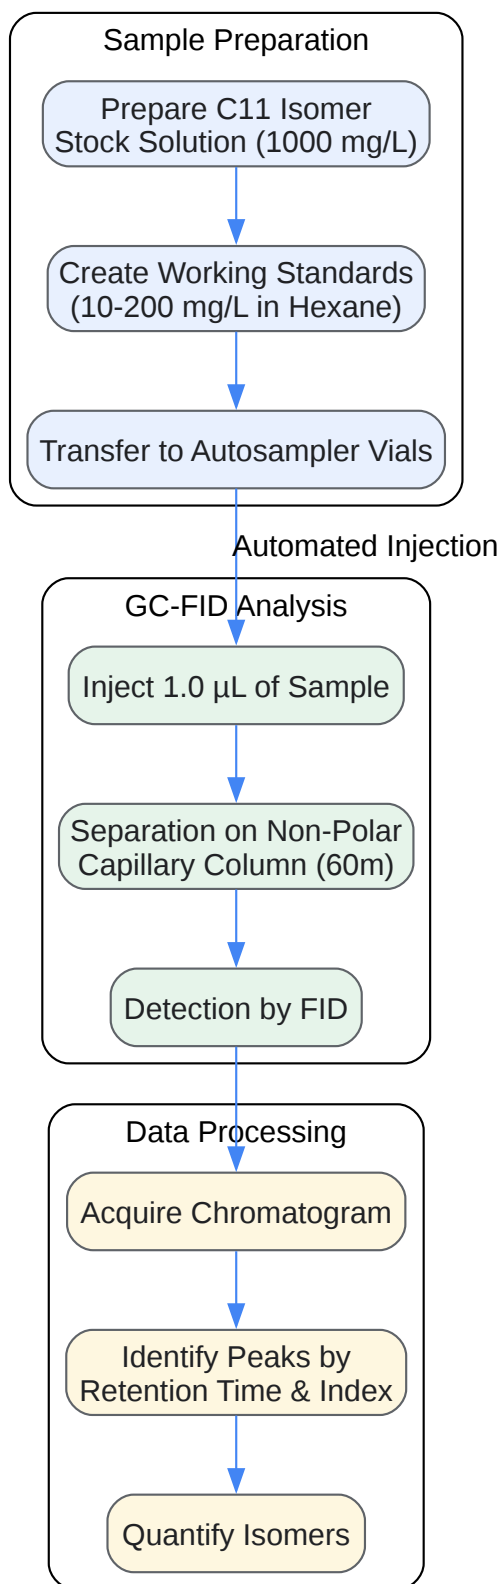 Sample Preparation
Prepare C11 Isomer
Stock Solution (1000 mg/L)
Create Working Standards
(10-200 mg/L in Hexane)
Transfer to Autosampler Vials
Automated Injection
GC-FID Analysis
Inject 1.0 µL of Sample
Separation on Non-Polar
Capillary Column (60m)
Detection by FID
Data Processing
Acquire Chromatogram
Identify Peaks by
Retention Time & Index
Quantify Isomers